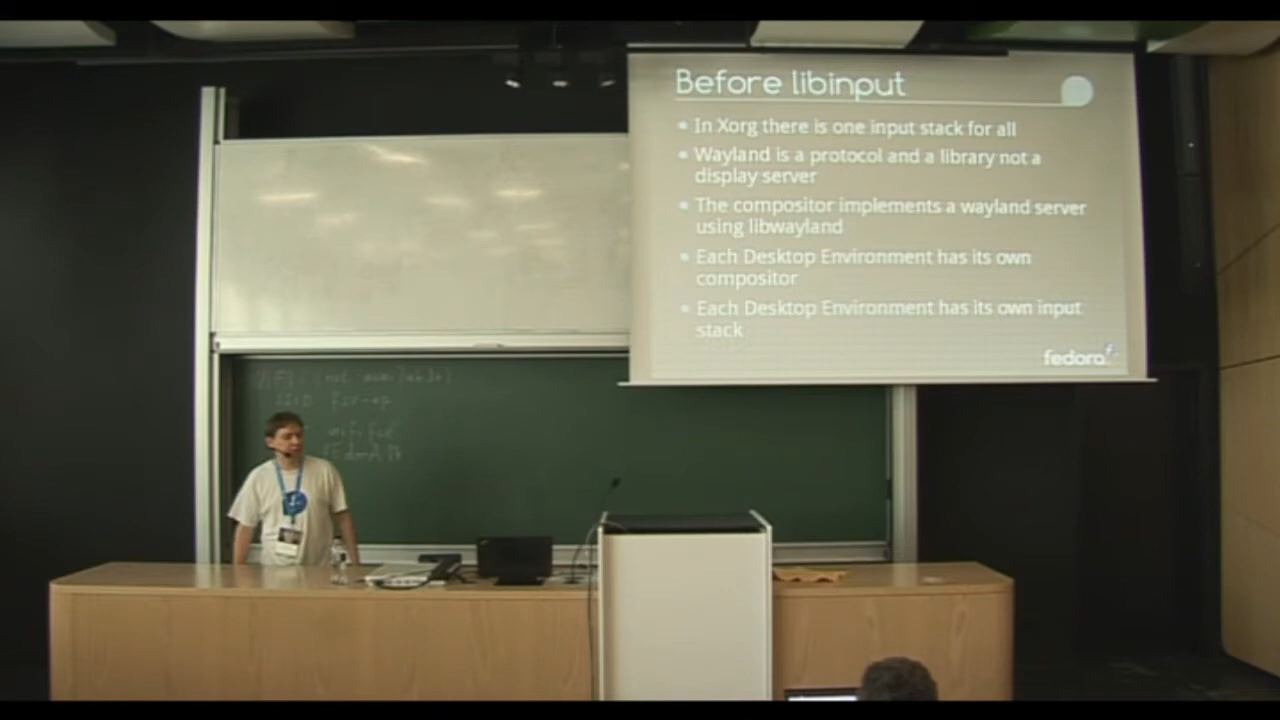 Before libinput
In Xorg there is one input stack for all
Wayland is a protocol and a library not a
display server
The compositor implements a wayland server
using libwayland
Each Desktop Environment has its own
compositor
Each Desktop Environment has its own input
stack
fedora